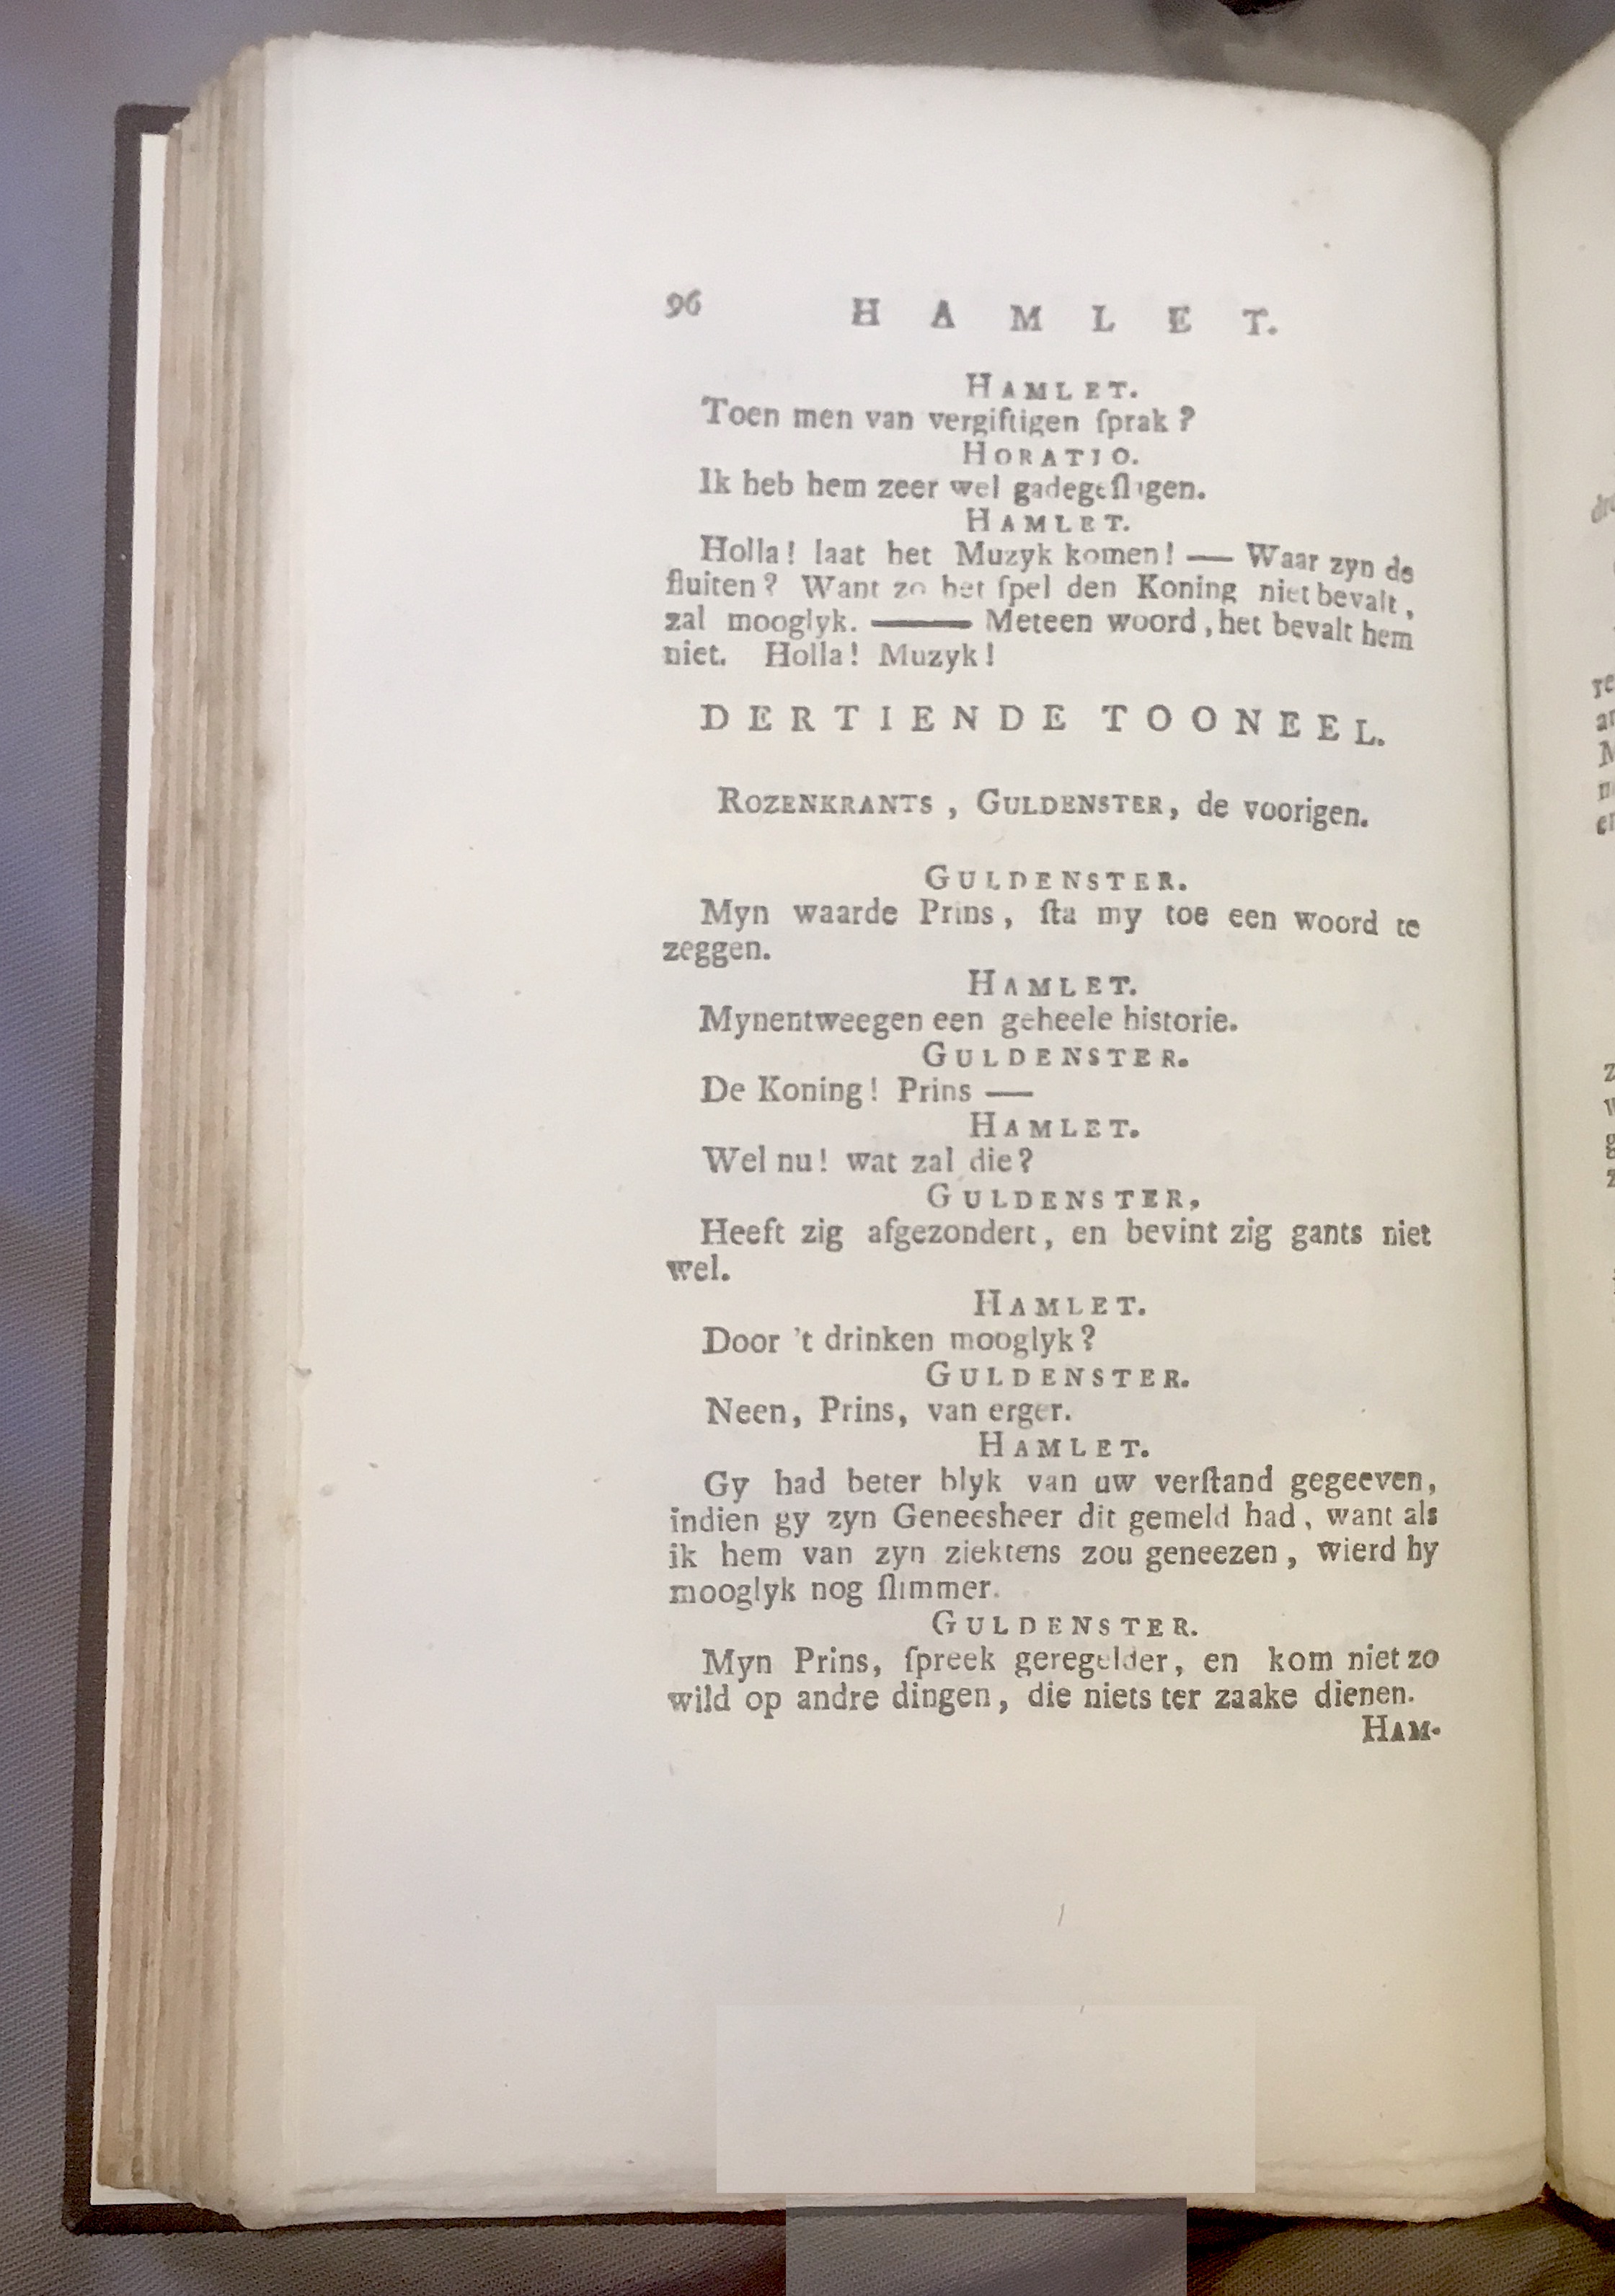 96 HAMLET.
HAMLET.
Toen men van vergiftigen ſprak?
HORATIO.
Ik heb hem zeer wel gadegeſlagen.
HAMLET.
Holla! laat het Muzyk komen! — Waar zyn de
fluiten? Want zo het ſpel den Koning niet bevalt,
zal mooglyk. —— Met een woord, het bevalt hem
niet. Holla! Muzyk!
DERTIENDE TOONEEL.
ROZENKRANTS, GULDENSTER, de voorigen.
GULDENSTER.
Myn waarde Prins, ſta my toe een woord te
zeggen.
HAMLET.
Mynentweegen een geheele historie.
GULDENSTER.
De Koning! Prins —
HAMLET.
Wel nu! wat zal die?
GULDENSTER,
Heeft zig afgezondert, en bevint zig gants niet
wel.
HAMLET.
Door 't drinken mooglyk?
GULDENSTER.
Neen, Prins, van erger.
HAMLET.
Gy had beter blyk van uw verſtand gegeeven,
indien gy zyn Geneesheer dit gemeld had, want als
ik hem van zyn ziektens zou geneezen, wierd hy
mooglyk nog ſlimmer.
GULDENSTER.
Myn Prins, ſpreek geregelder, en kom niet zo
wild op andre dingen, die niets ter zaake dienen.
HAM-